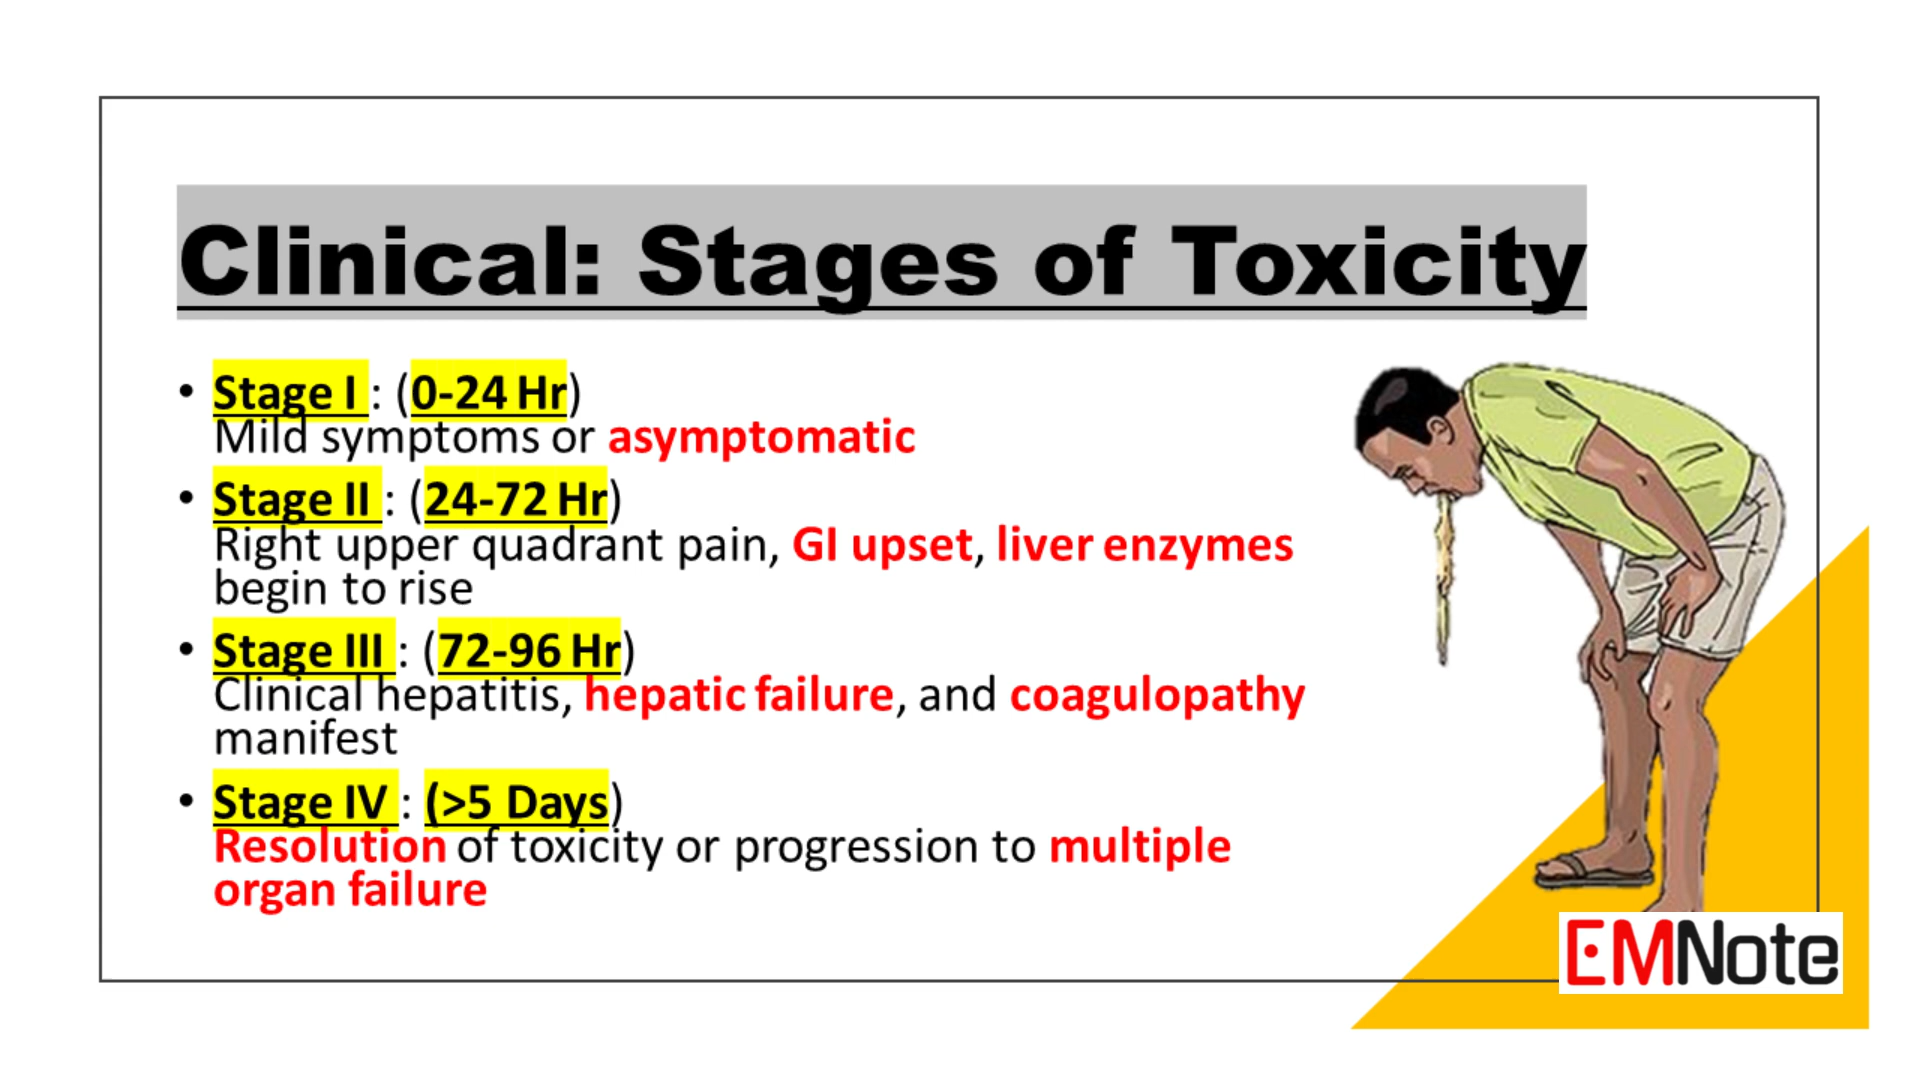 Clinical: Stages of Toxicity
• Stage I : (0-24 Hr)
Mild symptoms or asymptomatic
• Stage II : (24-72 Hr)
Right upper quadrant pain, GI upset, liver enzymes
begin to rise
• Stage III : (72-96 Hr)
Clinical hepatitis, hepatic failure, and coagulopathy
manifest
• Stage IV : (>5 Days)
Resolution of toxicity or progression to multiple
organ failure
EMNote